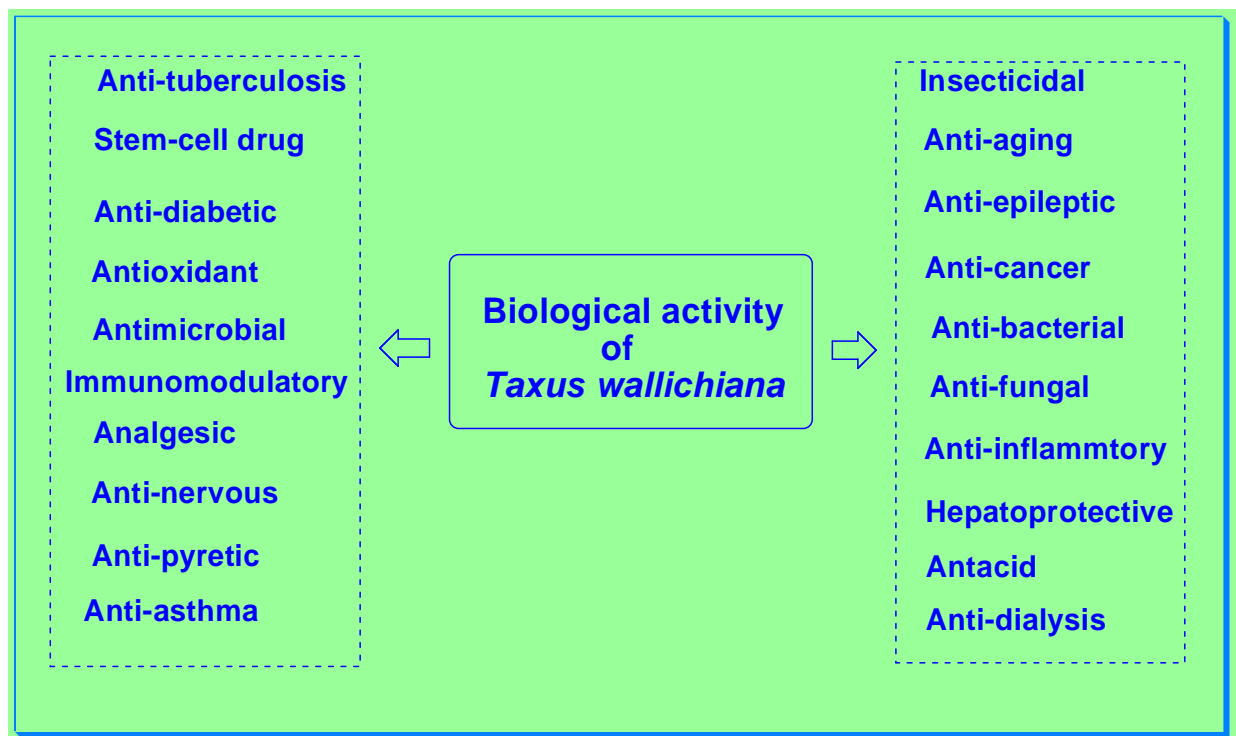 Anti-tuberculosis
Stem-cell drug
Anti-diabetic
Antioxidant
Antimicrobial
Immunomodulatory
Analgesic
Anti-nervous
Anti-pyretic
Anti-asthma
Biological activity
of
Taxus wallichiana
Insecticidal
Anti-aging
Anti-epileptic
Anti-cancer
Anti-bacterial
Anti-fungal
Anti-inflammtory
Hepatoprotective
Antacid
Anti-dialysis